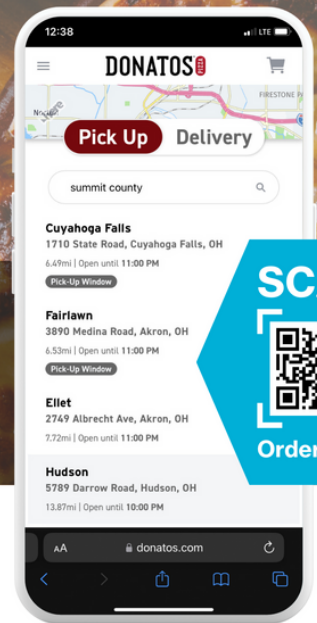 12:38
LTE
DONATOS
PIZZA
FIRESTONE P
Pick Up
Delivery
summit county
Cuyahoga Falls
1710 State Road, Cuyahoga Falls, OH
6.49mi | Open until 11:00 PM
Pick-Up Window
Fairlawn
3890 Medina Road, Akron, OH
6.53mi | Open until 11:00 PM
Pick-Up Window
Ellet
2749 Albrecht Ave, Akron, OH
7.72mi | Open until 11:00 PM
Hudson
5789 Darrow Road, Hudson, OH
13.87mi | Open until 10:00 PM
SC
Order
AA
donatos.com